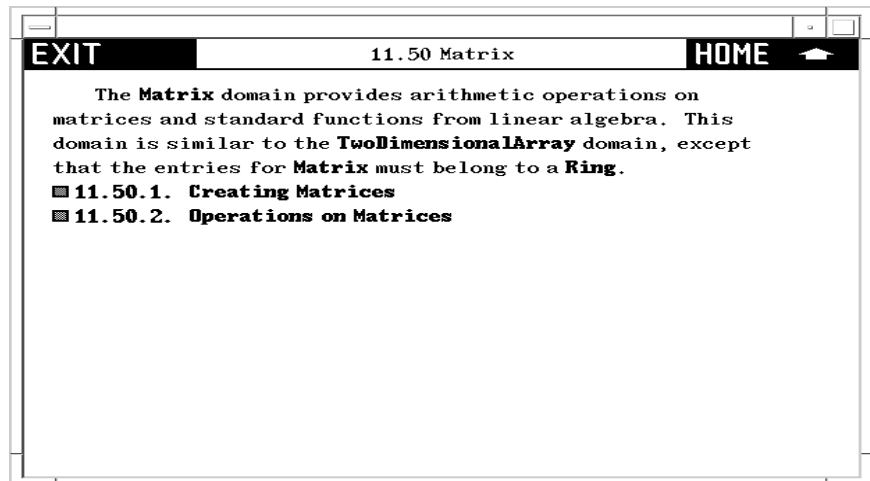 EXIT 11.50 Matrix HOME
The Matrix domain provides arithmetic operations on
matrices and standard functions from linear algebra. This
domain is similar to the TwoDimensionalArray domain, except
that the entries for Matrix must belong to a Ring.
11.50.1. Creating Matrices
11.50.2. Operations on Matrices